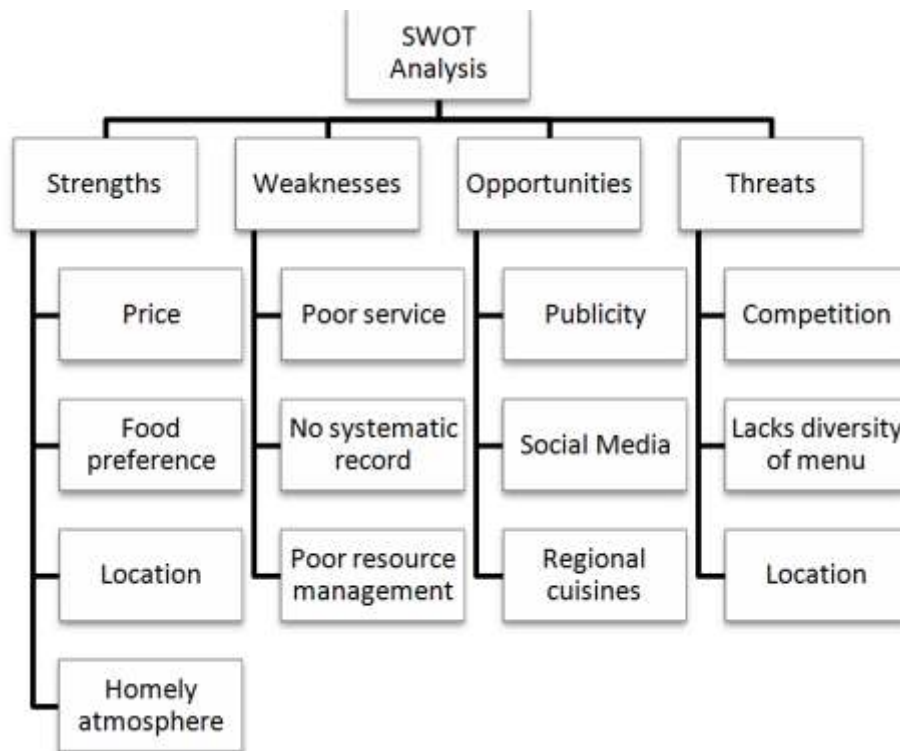 SWOT
Analysis
Strengths
Weaknesses
Opportunities
Threats
Price
Poor service
Publicity
Competition
Food
preference
No systematic
record
Social Media
Lacks diversity
of menu
Location
Poor resource
management
Regional
cuisines
Location
Homely
atmosphere